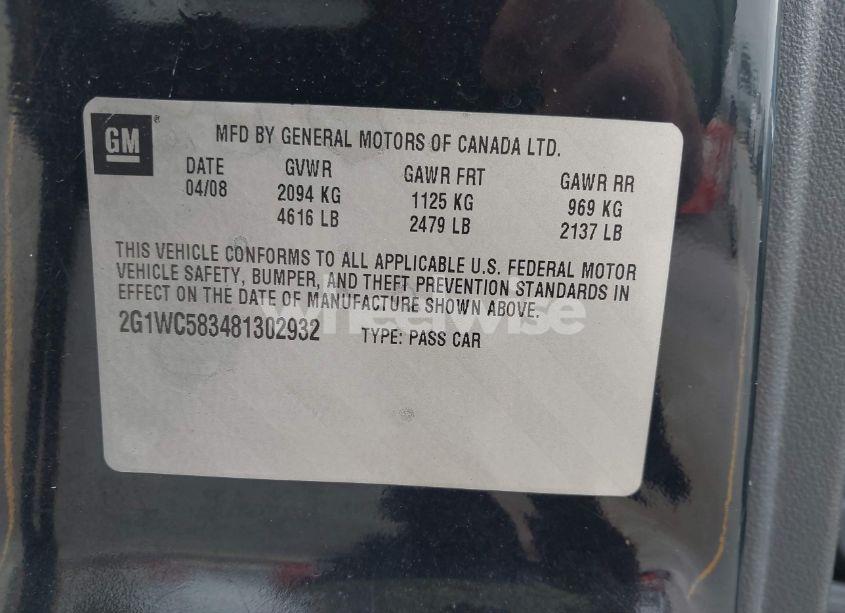 GM ®
MFD BY GENERAL MOTORS OF CANADA LTD.
DATE GVWR GAWR FRT GAWR RR
04/08 2094 KG 1125 KG 969 KG
4616 LB 2479 LB 2137 LB
THIS VEHICLE CONFORMS TO ALL APPLICABLE U.S. FEDERAL MOTOR
VEHICLE SAFETY, BUMPER, AND THEFT PREVENTION STANDARDS IN
EFFECT ON THE DATE OF MANUFACTURE SHOWN ABOVE.
2G1WC583481302932 TYPE: PASS CAR
wheelwise